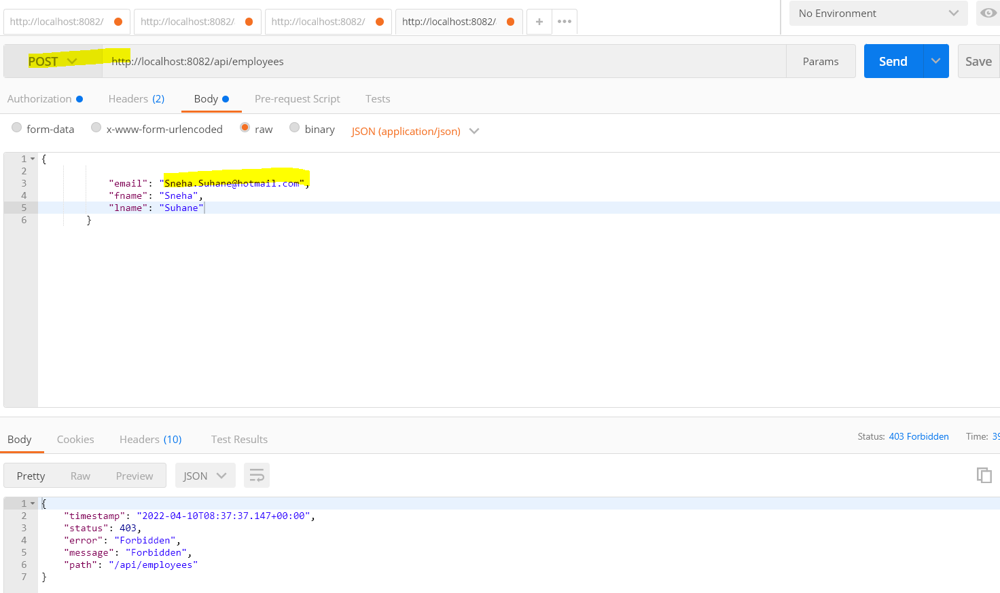 http://localhost:8082/ http://localhost:8082/ http://localhost:8082/ http://localhost:8082/ + ••• No Environment
POST http://localhost:8082/api/employees Params Send Save
Authorization Headers (2) Body Pre-request Script Tests
form-data x-www-form-urlencoded raw binary JSON (application/json)
1 {
2
3 "email": "Sneha.Suhane@hotmail.com",
4 "fname": "Sneha",
5 "lname": "Suhane"
6 }
Body Cookies Headers (10) Test Results Status: 403 Forbidden Time:
Pretty Raw Preview JSON
1 {
2 "timestamp": "2022-04-10T08:37:37.147+00:00",
3 "status": 403,
4 "error": "Forbidden",
5 "message": "Forbidden",
6 "path": "/api/employees"
7 }